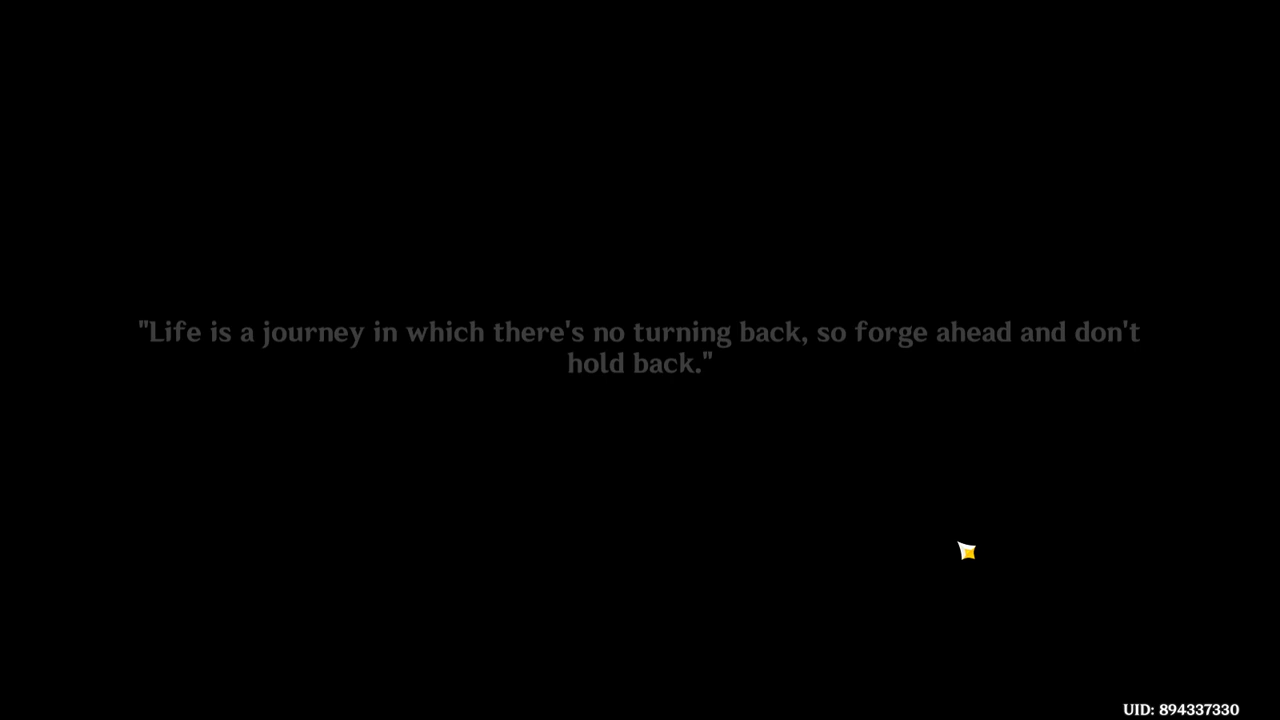 "Life is a journey in which there's no turning back, so forge ahead and don't
hold back."
UID: 894337330